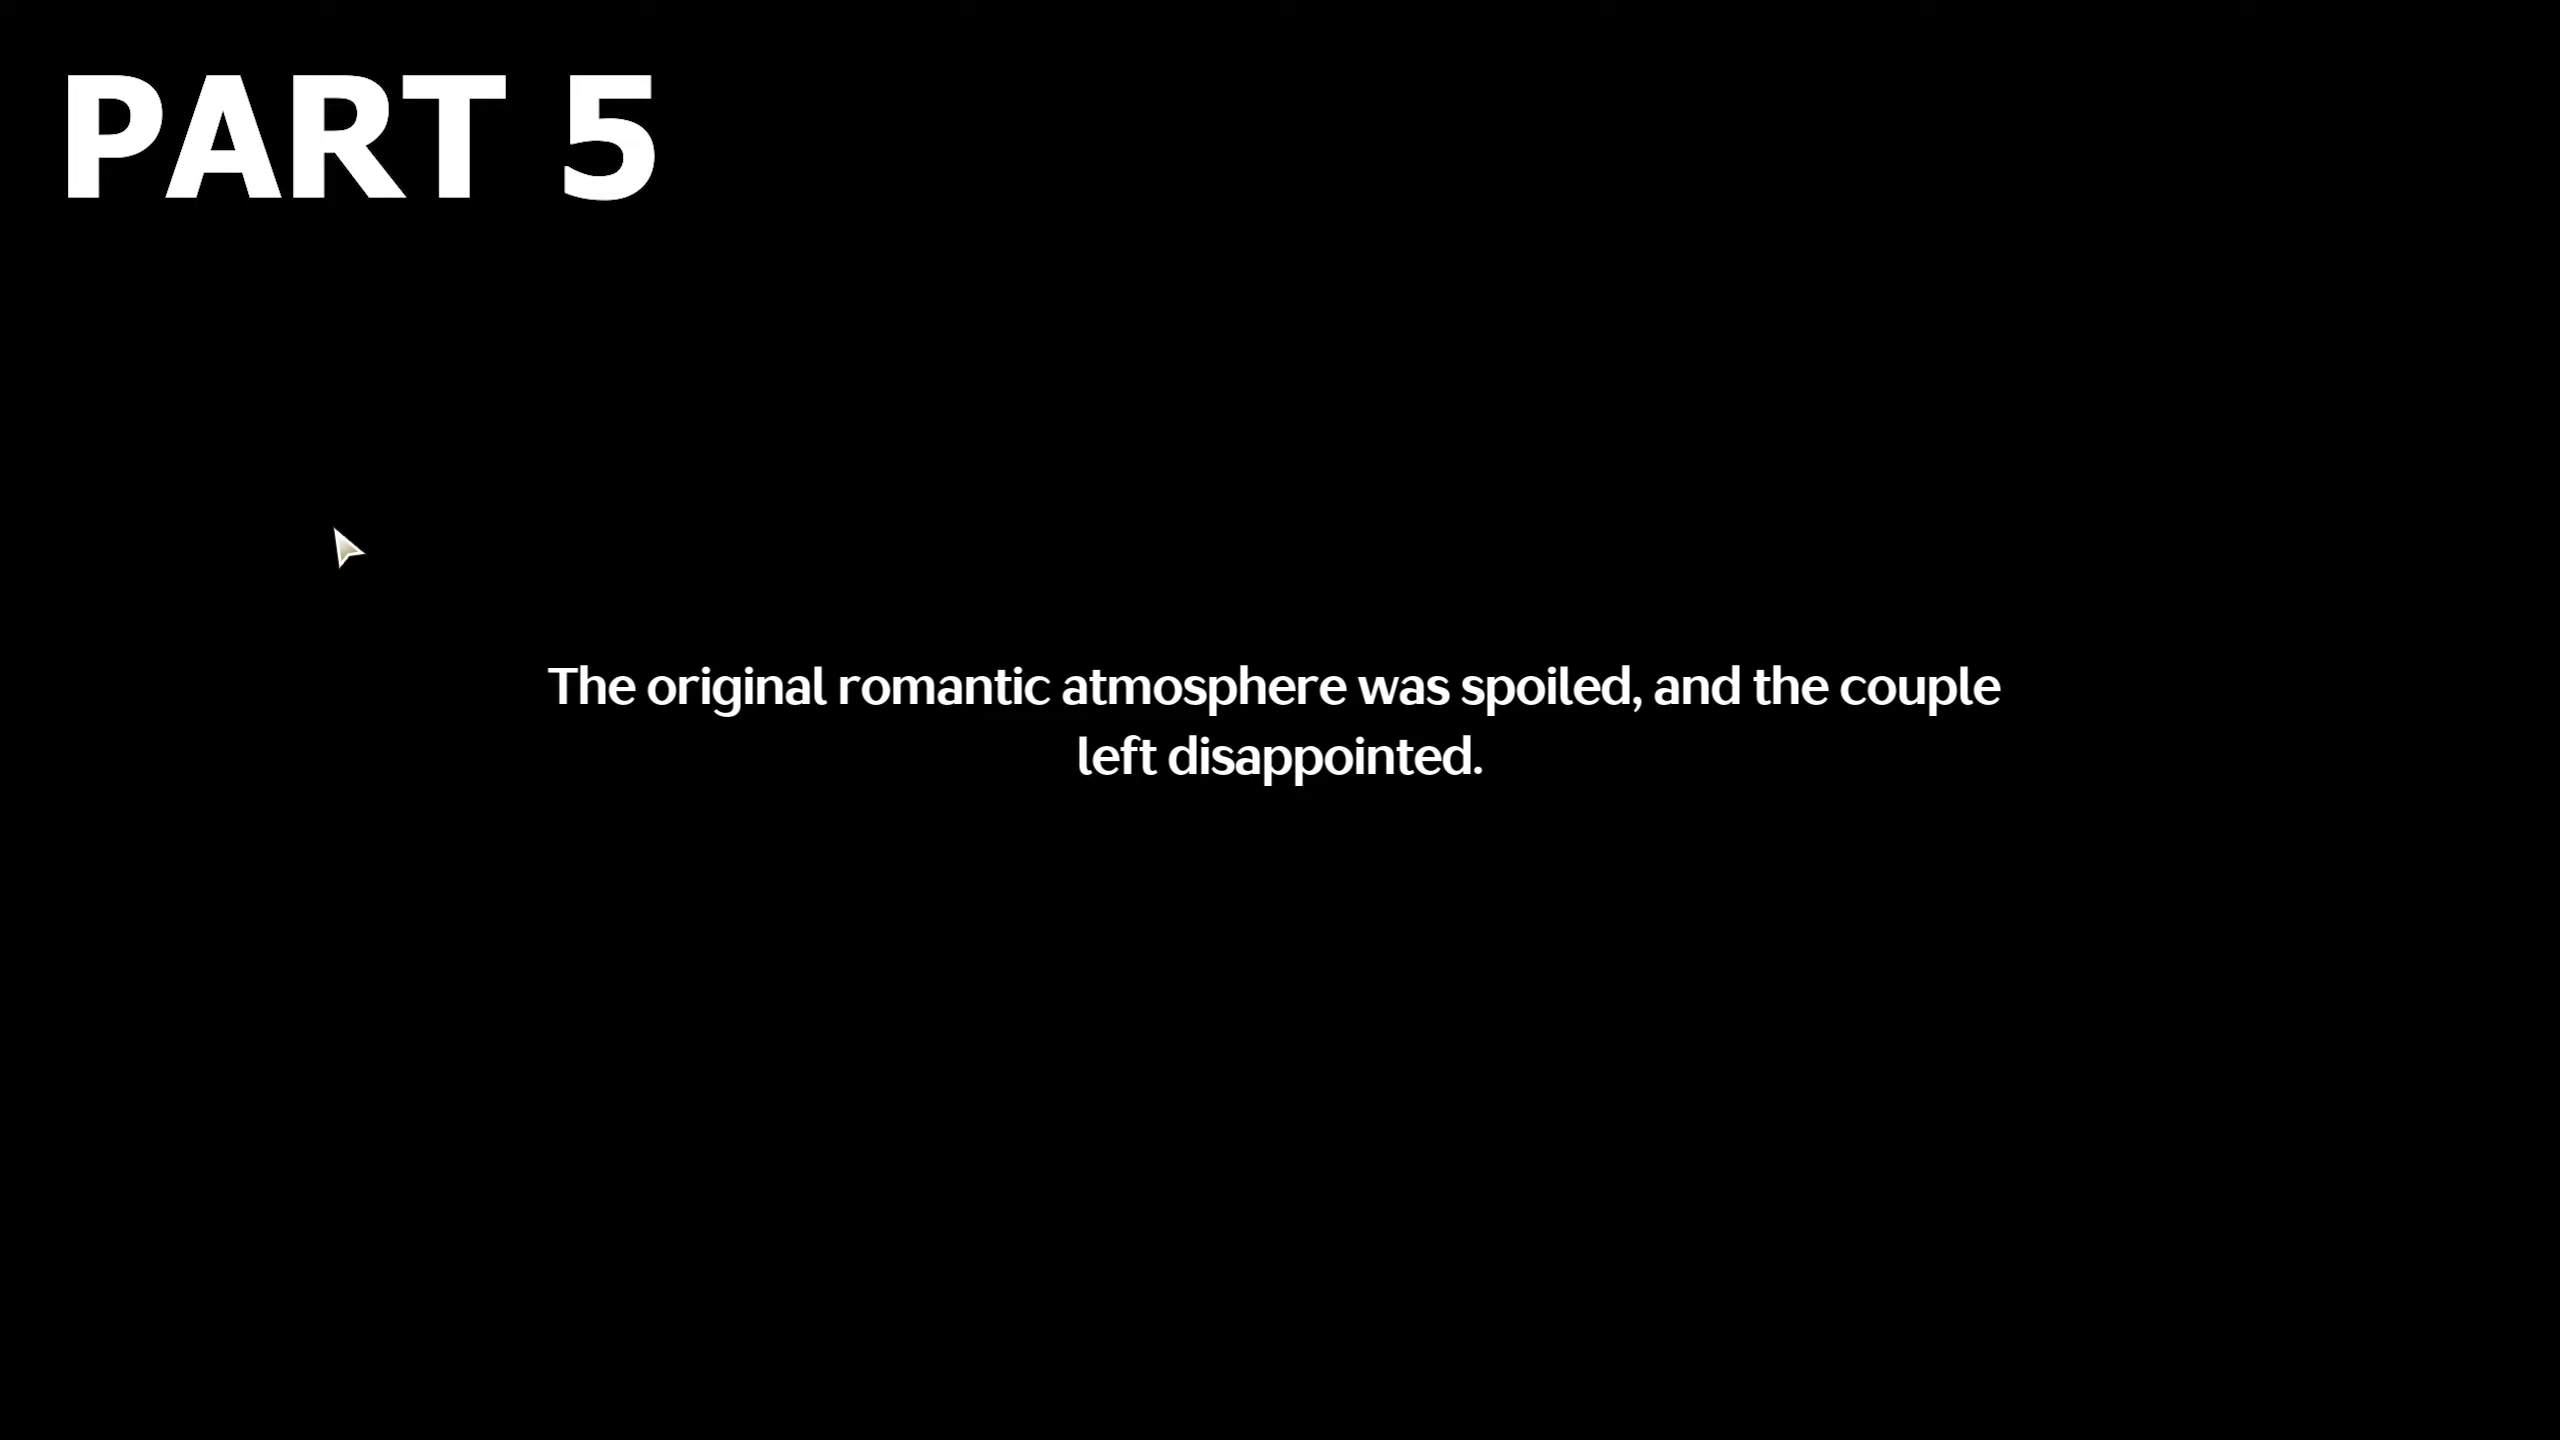 PART 5
The original romantic atmosphere was spoiled, and the couple
left disappointed.